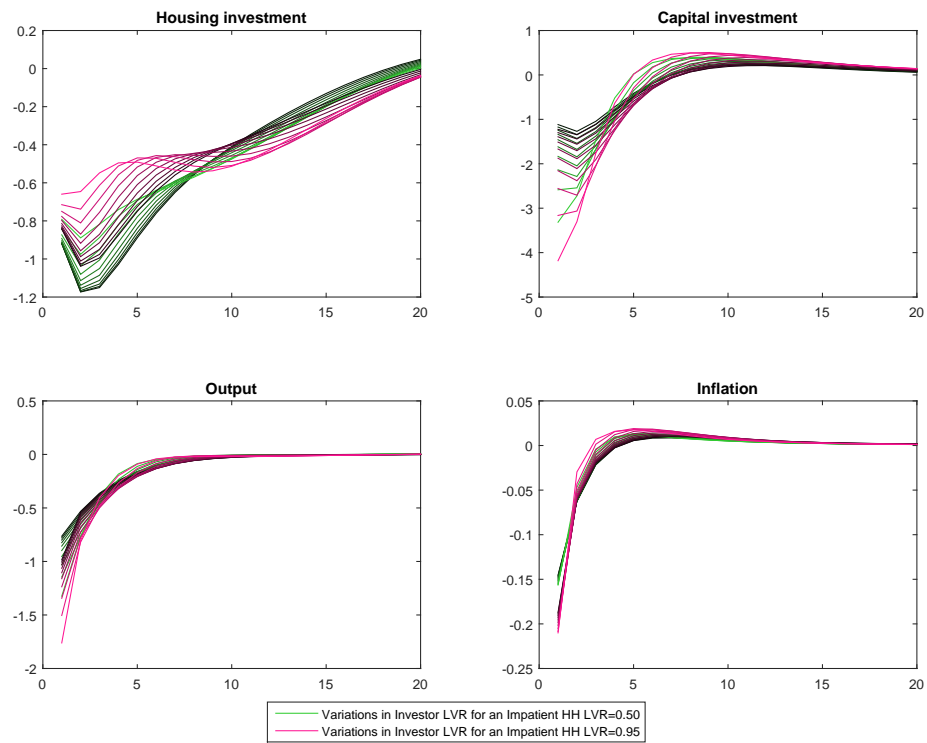 Housing investment
0.2
0
-0.2
-0.4
-0.6
-0.8
-1
-1.2
0 5 10 15 20
Capital investment
1
0
-1
-2
-3
-4
-5
0 5 10 15 20
Output
0.5
0
-0.5
-1
-1.5
-2
0 5 10 15 20
Inflation
0.05
0
-0.05
-0.1
-0.15
-0.2
-0.25
0 5 10 15 20
Variations in Investor LVR for an Impatient HH LVR=0.50
Variations in Investor LVR for an Impatient HH LVR=0.95